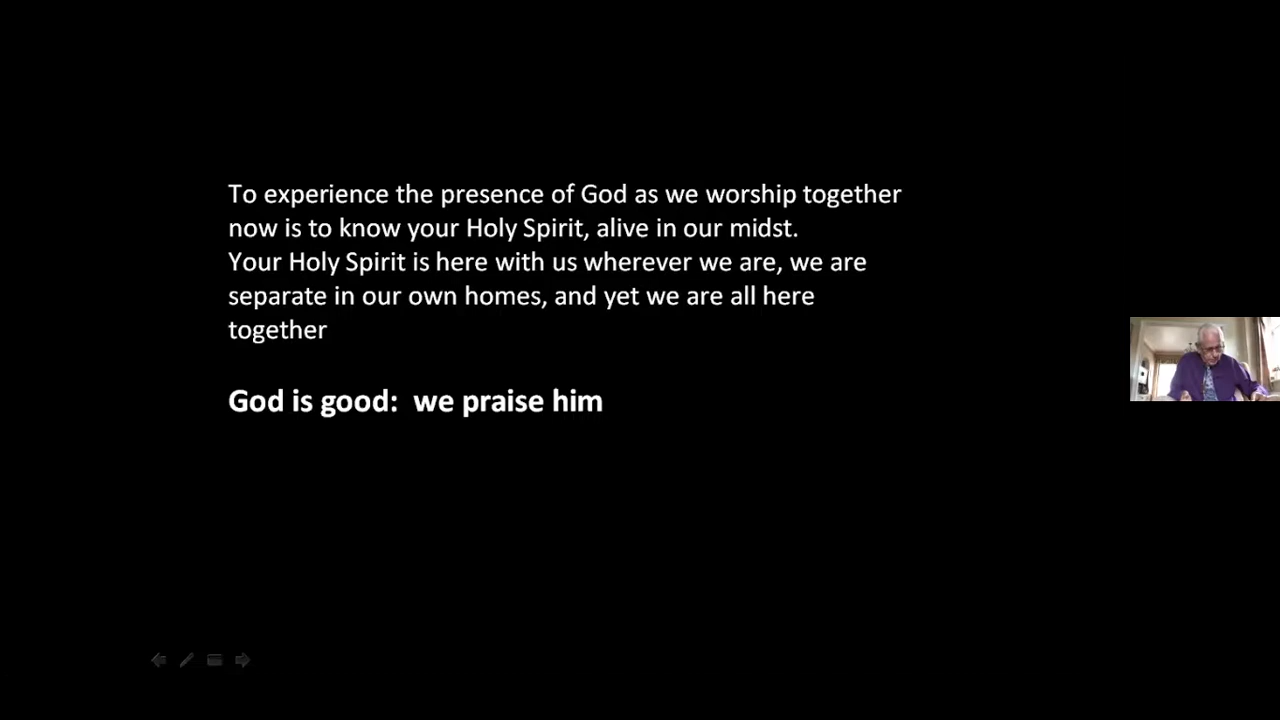 To experience the presence of God as we worship together
now is to know your Holy Spirit, alive in our midst.
Your Holy Spirit is here with us wherever we are, we are
separate in our own homes, and yet we are all here
together
God is good:  we praise him